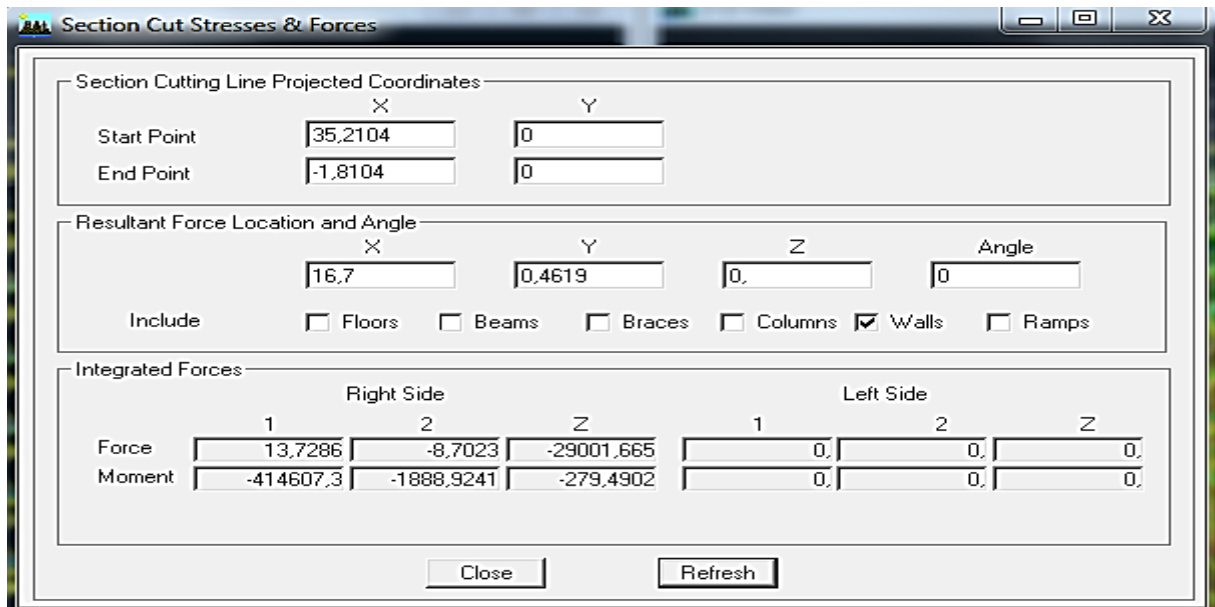 Section Cut Stresses & Forces
Section Cutting Line Projected Coordinates
X Y
Start Point 35,2104 0
End Point -1,8104 0
Resultant Force Location and Angle
X Y Z Angle
16,7 0,4619 0, 0
Include Floors Beams Braces Columns Walls Ramps
Integrated Forces
Right Side Left Side
1 2 Z 1 2 Z
Force 13,7286 -8,7023 -29001,665 0, 0, 0,
Moment -414607,3 -1888,9241 -279,4902 0, 0, 0,
Close Refresh